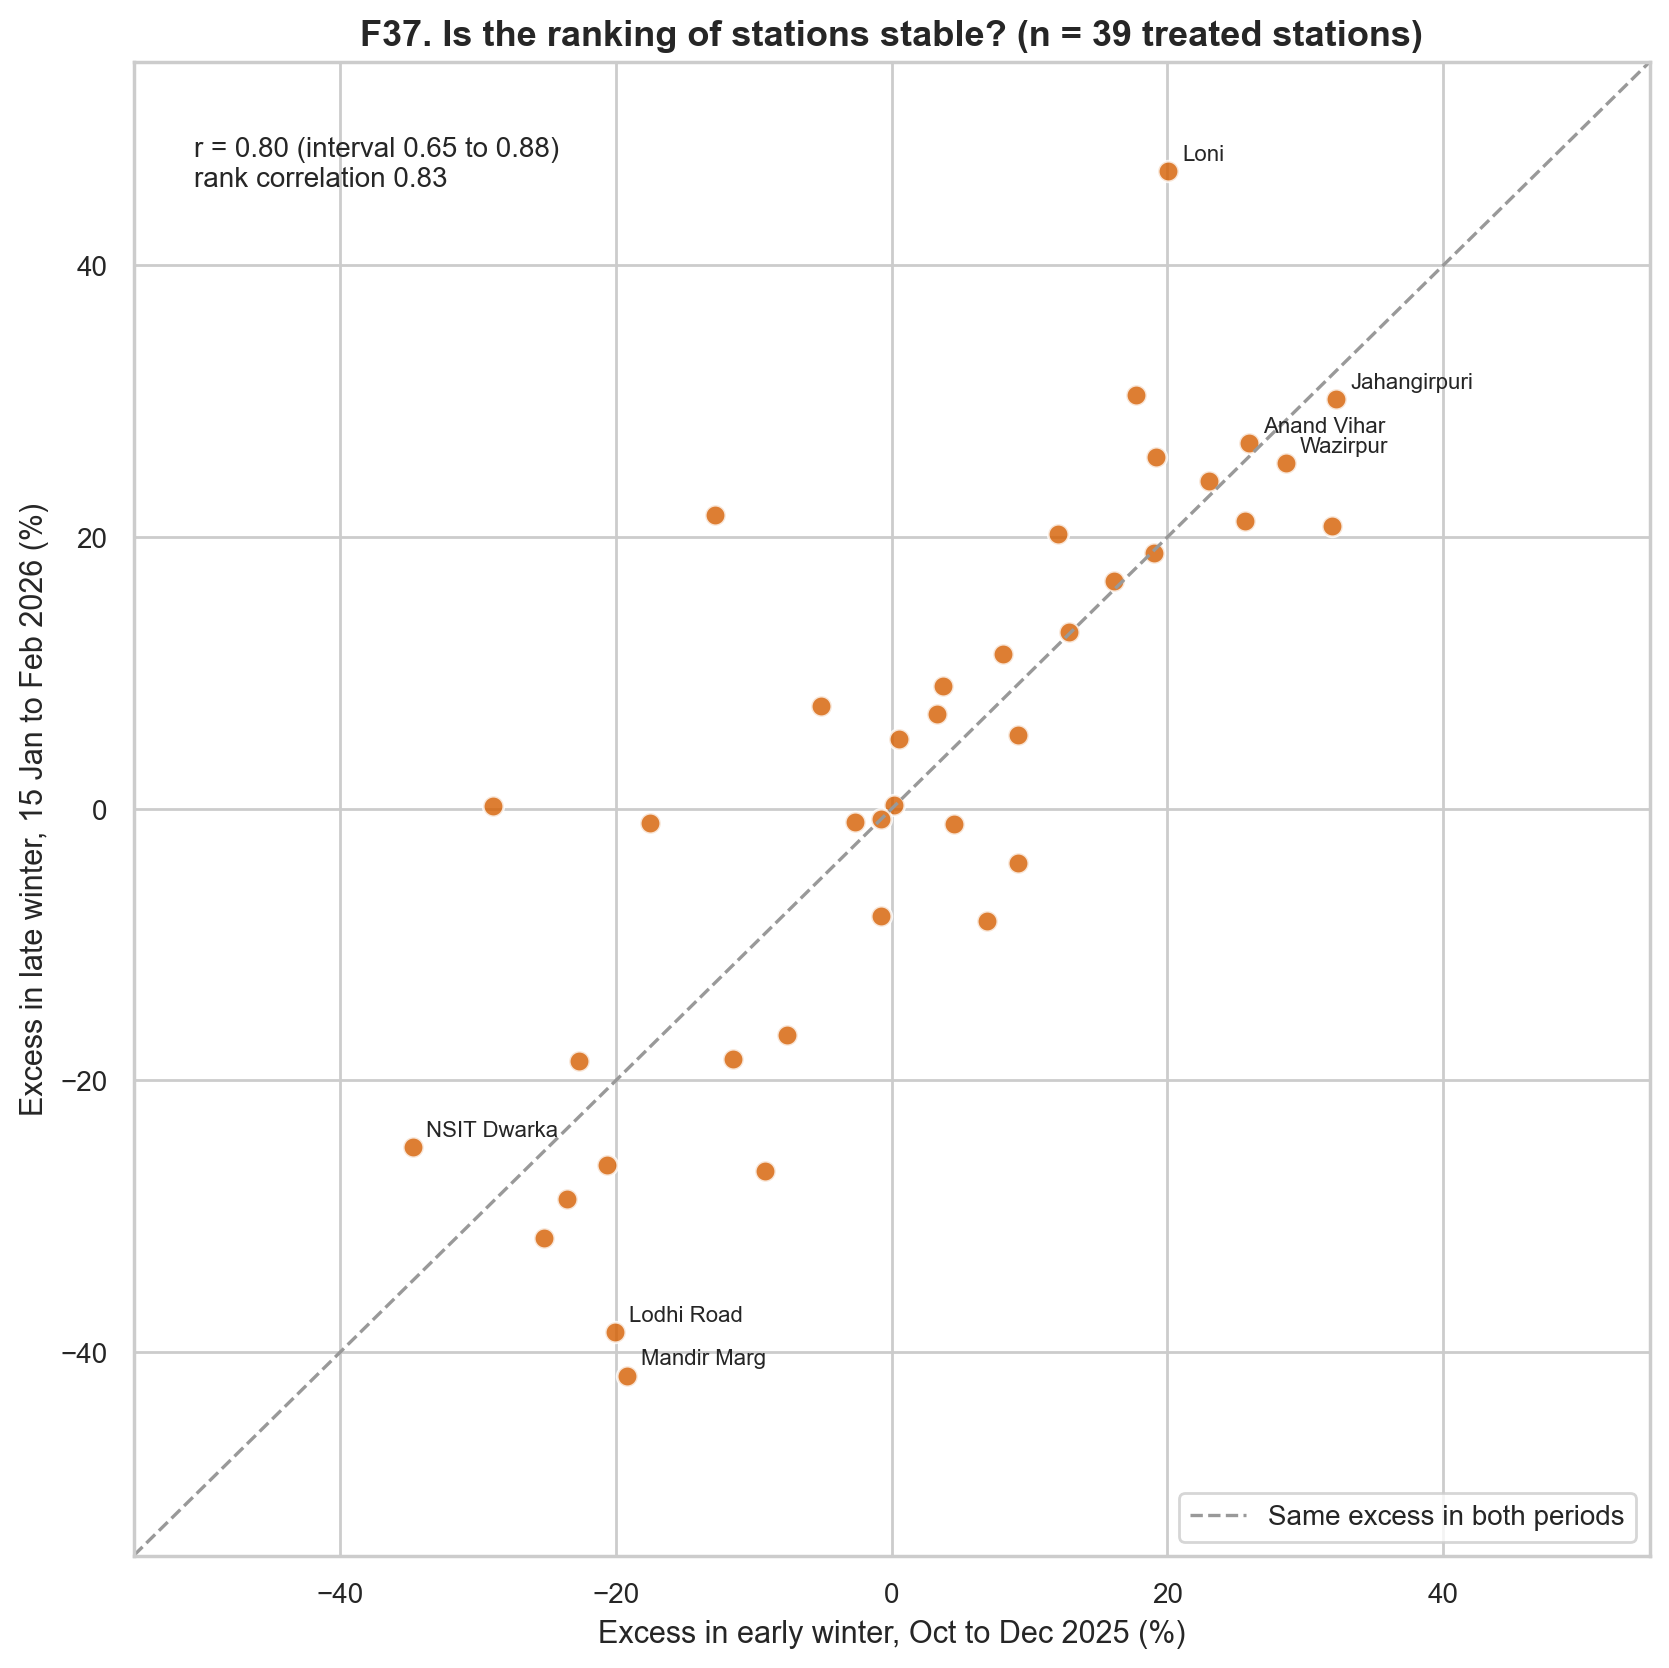 F37. Is the ranking of stations stable? (n = 39 treated stations)
r = 0.80 (interval 0.65 to 0.88)
rank correlation 0.83
Loni
Jahangirpuri
Anand Vihar
Wazirpur
NSIT Dwarka
Lodhi Road
Mandir Marg
Same excess in both periods
40
20
0
−20
−40
Excess in late winter, 15 Jan to Feb 2026 (%)
−40
−20
0
20
40
Excess in early winter, Oct to Dec 2025 (%)